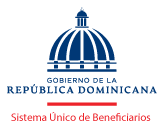 GOBIERNO DE LA
REPÚBLICA DOMINICANA
Sistema Único de Beneficiarios